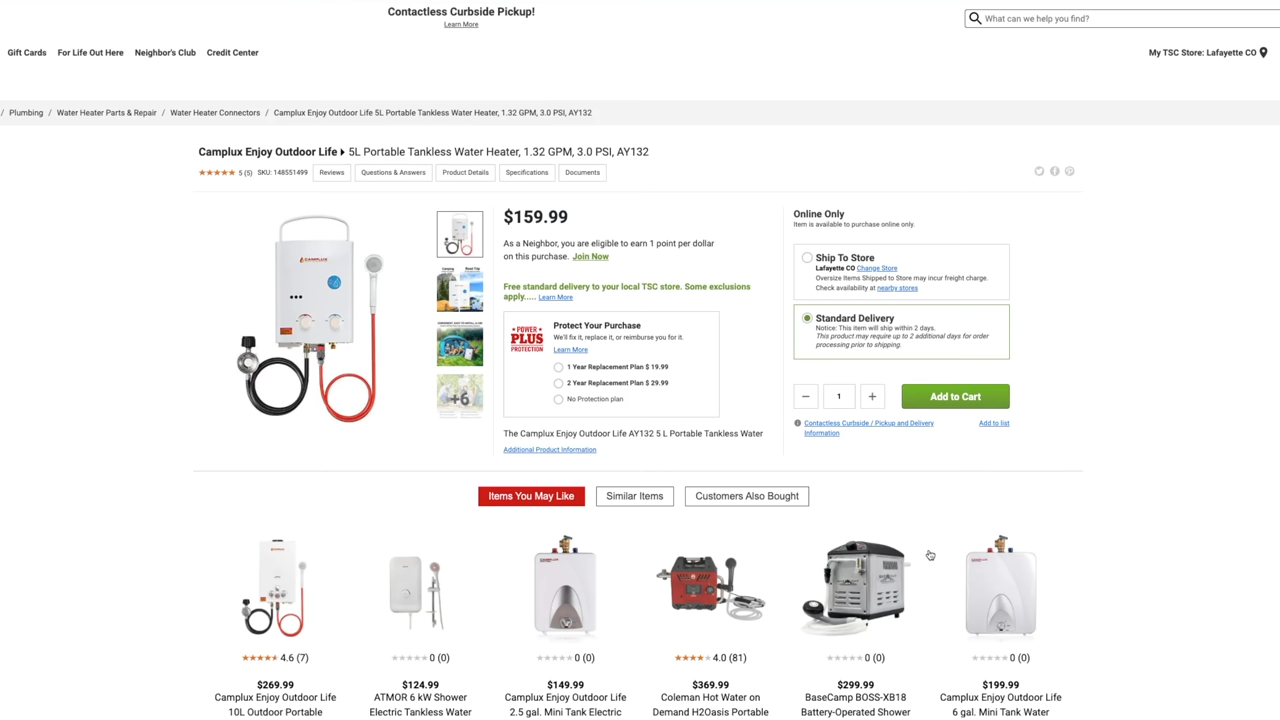 Contactless Curbside Pickup!
Learn More
What can we help you find?
Gift Cards For Life Out Here Neighbor's Club Credit Center
My TSC Store: Lafayette CO
/ Plumbing / Water Heater Parts & Repair / Water Heater Connectors / Camplux Enjoy Outdoor Life 5L Portable Tankless Water Heater, 1.32 GPM, 3.0 PSI, AY132
Camplux Enjoy Outdoor Life 5L Portable Tankless Water Heater, 1.32 GPM, 3.0 PSI, AY132
5 (5) SKU: 148551499 Reviews Questions & Answers Product Details Specifications Documents
CAMPLUX
+6
$159.99
As a Neighbor, you are eligible to earn 1 point per dollar
on this purchase. Join Now
Free standard delivery to your local TSC store. Some exclusions
apply..... Learn More
POWER
PLUS
PROTECTION
Protect Your Purchase
We'll fix it, replace it, or reimburse you for it.
Learn More
1 Year Replacement Plan $ 19.99
2 Year Replacement Plan $ 29.99
No Protection plan
The Camplux Enjoy Outdoor Life AY132 5 L Portable Tankless Water
Additional Product Information
Online Only
Item is available to purchase online only.
Ship To Store
Lafayette CO Change Store
Oversize Items Shipped to Store may incur freight charge.
Check availability at nearby stores
Standard Delivery
Notice: This item will ship within 2 days.
This product may require up to 2 additional days for order
processing prior to shipping.
1
Add to Cart
Contactless Curbside / Pickup and Delivery
Information
Add to list
Items You May Like Similar Items Customers Also Bought
4.6 (7) 0 (0) 0 (0) 4.0 (81) 0 (0) 0 (0)
$269.99 $124.99 $149.99 $369.99 $299.99 $199.99
Camplux Enjoy Outdoor Life ATMOR 6 kW Shower Camplux Enjoy Outdoor Life Coleman Hot Water on BaseCamp BOSS-XB18 Camplux Enjoy Outdoor Life
10L Outdoor Portable Electric Tankless Water 2.5 gal. Mini Tank Electric Demand H2Oasis Portable Battery-Operated Shower 6 gal. Mini Tank Water